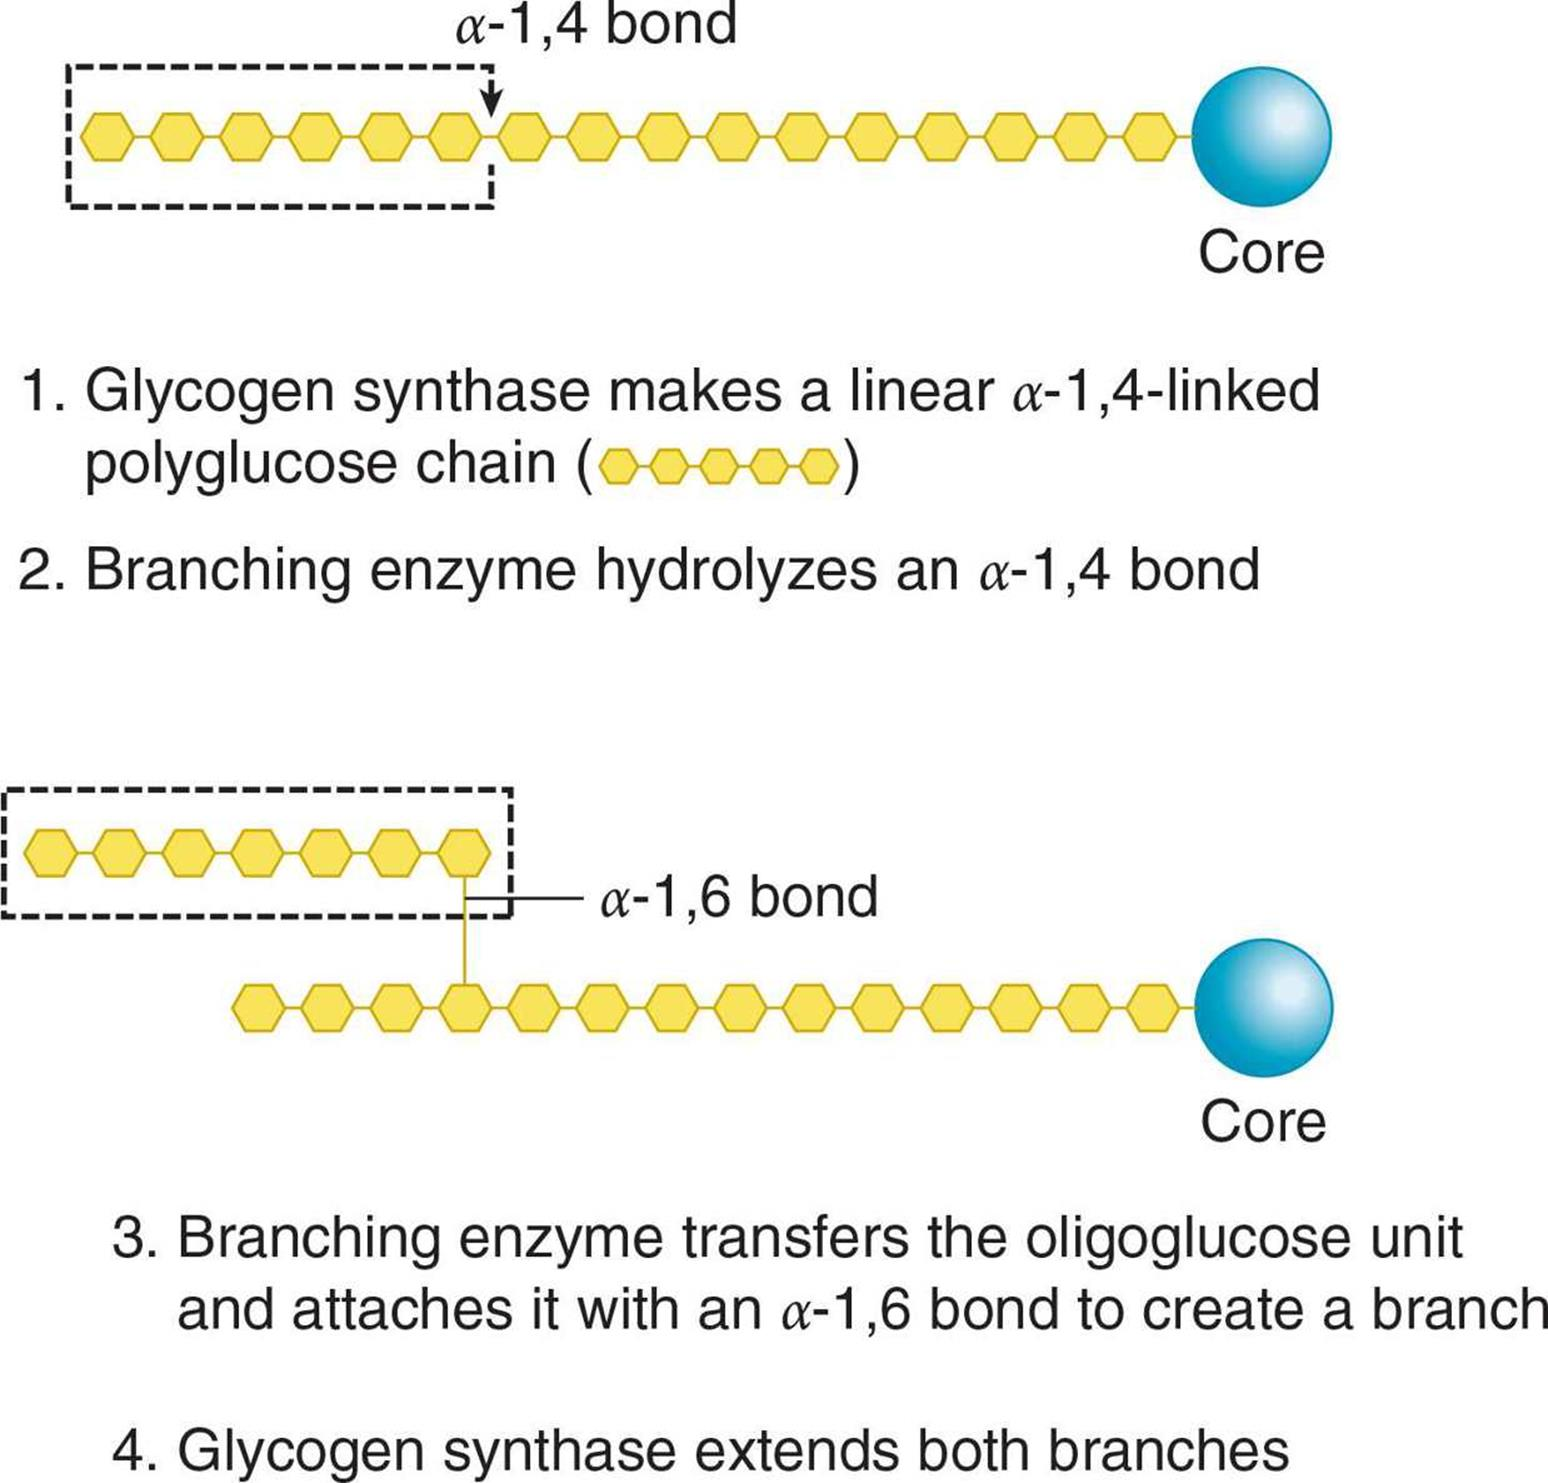 α-1,4 bond
Core
1. Glycogen synthase makes a linear α-1,4-linked
polyglucose chain ( )
2. Branching enzyme hydrolyzes an α-1,4 bond
α-1,6 bond
Core
3. Branching enzyme transfers the oligoglucose unit
and attaches it with an α-1,6 bond to create a branch
4. Glycogen synthase extends both branches